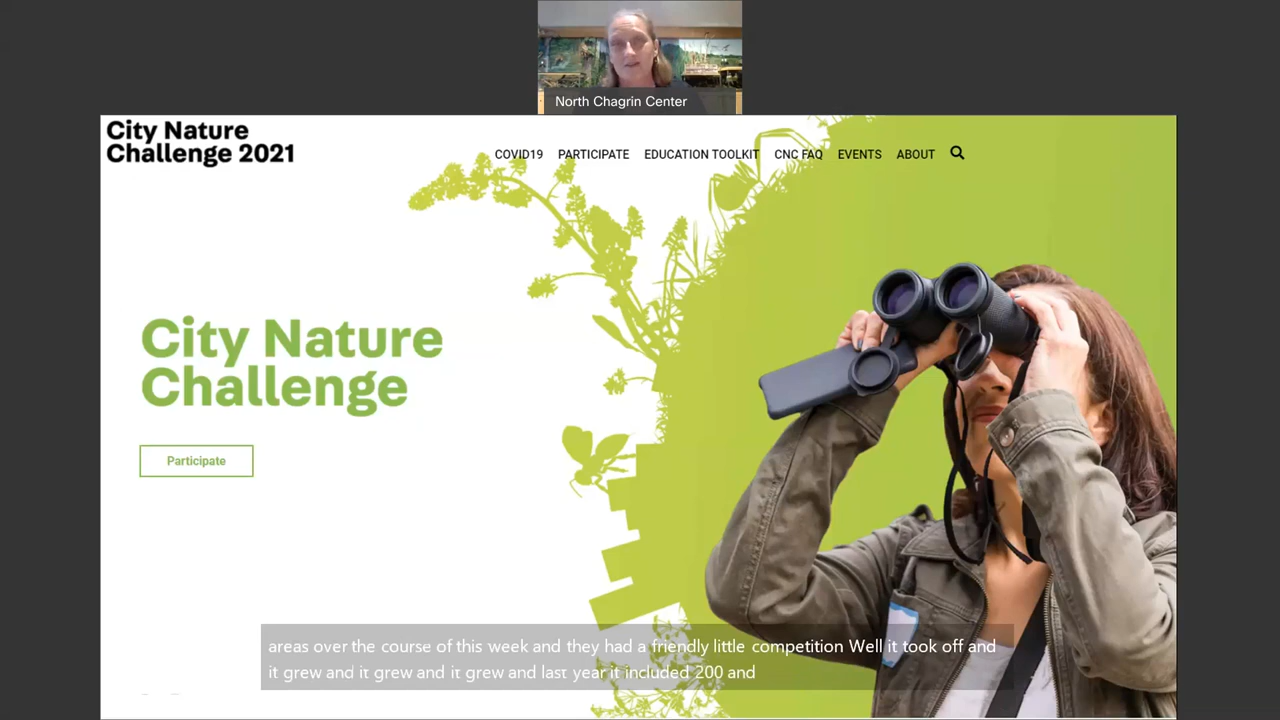 North Chagrin Center
City Nature
Challenge 2021
COVID19 PARTICIPATE EDUCATION TOOLKIT CNC FAQ EVENTS ABOUT
City Nature
Challenge
Participate
areas over the course of this week and they had a friendly little competition Well it took off and
it grew and it grew and it grew and last year it included 200 and